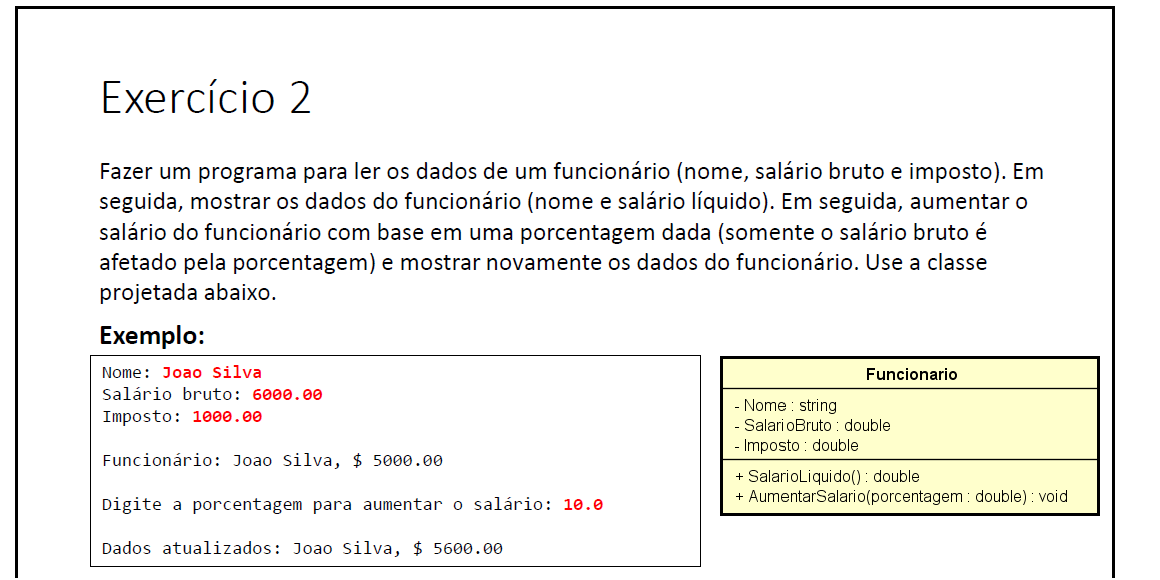 Exercício 2
Fazer um programa para ler os dados de um funcionário (nome, salário bruto e imposto). Em
seguida, mostrar os dados do funcionário (nome e salário líquido). Em seguida, aumentar o
salário do funcionário com base em uma porcentagem dada (somente o salário bruto é
afetado pela porcentagem) e mostrar novamente os dados do funcionário. Use a classe
projetada abaixo.
Exemplo:
Nome: Joao Silva
Salário bruto: 6000.00
Imposto: 1000.00
Funcionário: Joao Silva, $ 5000.00
Digite a porcentagem para aumentar o salário: 10.0
Dados atualizados: Joao Silva, $ 5600.00
Funcionario
- Nome : string
- SalarioBruto : double
- Imposto : double
+ SalarioLiquido() : double
+ AumentarSalario(porcentagem : double) : void